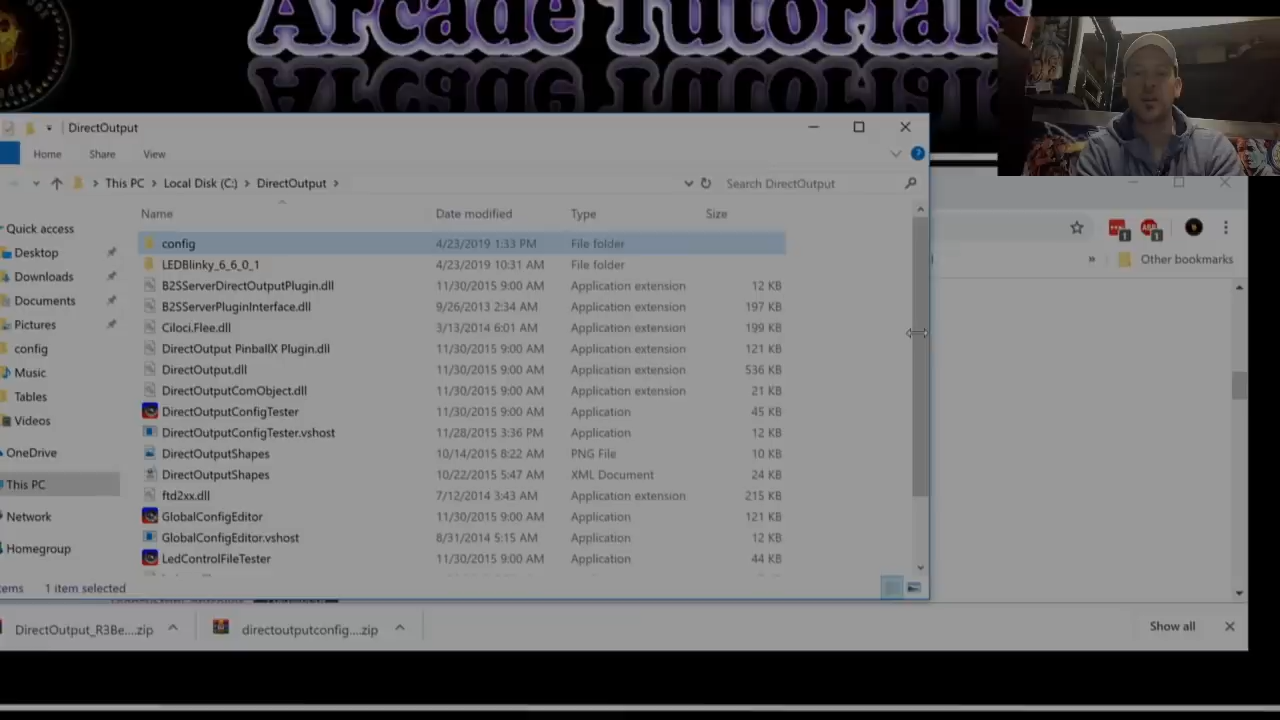 Arcade Tutorials
DirectOutput
Home Share View
This PC Local Disk (C:) DirectOutput
Search DirectOutput
Name Date modified Type Size
Quick access
Desktop
Downloads
Documents
Pictures
config
Music
Tables
Videos
OneDrive
This PC
Network
Homegroup
config 4/23/2019 1:33 PM File folder
LEDBlinky_6_6_0_1 4/23/2019 10:31 AM File folder
B2SServerDirectOutputPlugin.dll 11/30/2015 9:00 AM Application extension 12 KB
B2SServerPluginInterface.dll 9/26/2013 2:34 AM Application extension 197 KB
Ciloci.Flee.dll 3/13/2014 6:01 AM Application extension 199 KB
DirectOutput PinballX Plugin.dll 11/30/2015 9:00 AM Application extension 121 KB
DirectOutput.dll 11/30/2015 9:00 AM Application extension 536 KB
DirectOutputComObject.dll 11/30/2015 9:00 AM Application extension 21 KB
DirectOutputConfigTester 11/30/2015 9:00 AM Application 45 KB
DirectOutputConfigTester.vshost 11/28/2015 3:36 PM Application 12 KB
DirectOutputShapes 10/14/2015 8:22 AM PNG File 10 KB
DirectOutputShapes 10/22/2015 5:47 AM XML Document 24 KB
ftd2xx.dll 7/12/2014 3:43 AM Application extension 215 KB
GlobalConfigEditor 11/30/2015 9:00 AM Application 121 KB
GlobalConfigEditor.vshost 8/31/2014 5:15 AM Application 12 KB
LedControlFileTester 11/30/2015 9:00 AM Application 44 KB
1 item selected
Other bookmarks
DirectOutput_R3Be....zip
directoutputconfig....zip
Show all